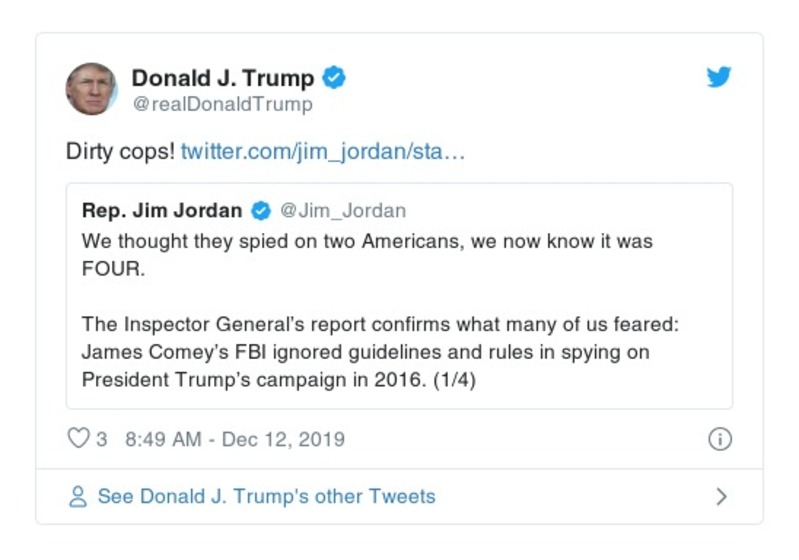 Donald J. Trump
@realDonaldTrump
Dirty cops! twitter.com/jim_jordan/sta…
Rep. Jim Jordan @Jim_Jordan
We thought they spied on two Americans, we now know it was
FOUR.
The Inspector General’s report confirms what many of us feared:
James Comey’s FBI ignored guidelines and rules in spying on
President Trump’s campaign in 2016. (1/4)
3 8:49 AM - Dec 12, 2019
See Donald J. Trump's other Tweets